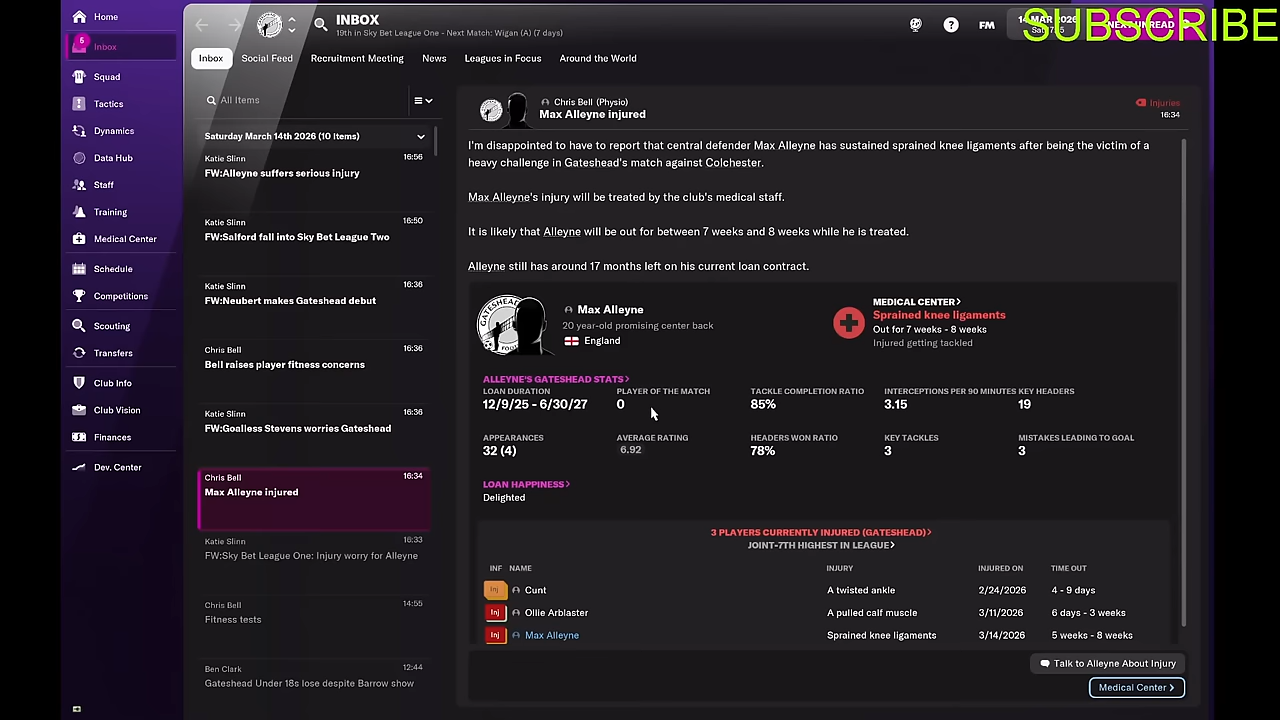 Home
6
Inbox
Squad
Tactics
Dynamics
Data Hub
Staff
Training
Medical Center
Schedule
Competitions
Scouting
Transfers
Club Info
Club Vision
Finances
Dev. Center
INBOX
19th in Sky Bet League One - Next Match: Wigan (A) (7 days)
?
FM
14 MAR 2026
NEXT UNREAD
SUBSCRIBE
Inbox
Social Feed
Recruitment Meeting
News
Leagues in Focus
Around the World
All Items
Saturday March 14th 2026 (10 Items)
Katie Slinn 16:56
FW:Alleyne suffers serious injury
Katie Slinn 16:50
FW:Salford fall into Sky Bet League Two
Katie Slinn 16:36
FW:Neubert makes Gateshead debut
Chris Bell 16:36
Bell raises player fitness concerns
Katie Slinn 16:36
FW:Goalless Stevens worries Gateshead
Chris Bell 16:34
Max Alleyne injured
Katie Slinn 16:33
FW:Sky Bet League One: Injury worry for Alleyne
Chris Bell 14:55
Fitness tests
Ben Clark 12:44
Gateshead Under 18s lose despite Barrow show
Chris Bell (Physio)
Max Alleyne injured
Injuries
16:34
I'm disappointed to have to report that central defender Max Alleyne has sustained sprained knee ligaments after being the victim of a
heavy challenge in Gateshead's match against Colchester.
Max Alleyne's injury will be treated by the club's medical staff.
It is likely that Alleyne will be out for between 7 weeks and 8 weeks while he is treated.
Alleyne still has around 17 months left on his current loan contract.
GATESHEAD
Max Alleyne
20 year-old promising center back
England
MEDICAL CENTER
Sprained knee ligaments
Out for 7 weeks - 8 weeks
Injured getting tackled
ALLEYNE'S GATESHEAD STATS
LOAN DURATION PLAYER OF THE MATCH TACKLE COMPLETION RATIO INTERCEPTIONS PER 90 MINUTES KEY HEADERS
12/9/25 - 6/30/27 0 85% 3.15 19
APPEARANCES AVERAGE RATING HEADERS WON RATIO KEY TACKLES MISTAKES LEADING TO GOAL
32 (4) 6.92 78% 3 3
LOAN HAPPINESS
Delighted
3 PLAYERS CURRENTLY INJURED (GATESHEAD)
JOINT-7TH HIGHEST IN LEAGUE
INF NAME INJURY INJURED ON TIME OUT
Inj Cunt A twisted ankle 2/24/2026 4 - 9 days
Inj Ollie Arblaster A pulled calf muscle 3/11/2026 6 days - 3 weeks
Inj Max Alleyne Sprained knee ligaments 3/14/2026 5 weeks - 8 weeks
Talk to Alleyne About Injury
Medical Center